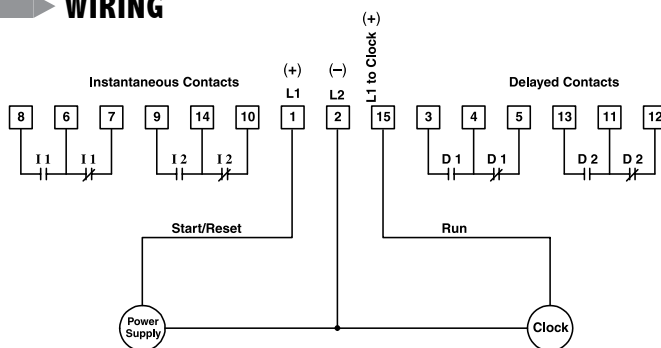 WIRING
Instantaneous Contacts
(+)
L1
(–)
L2
L1 to Clock (+)
Delayed Contacts
8 6 7 9 14 10 1 2 15 3 4 5 13 11 12
I 1 I 1 I 2 I 2 D 1 D 1 D 2 D 2
Start/Reset
Run
Power
Supply
Clock